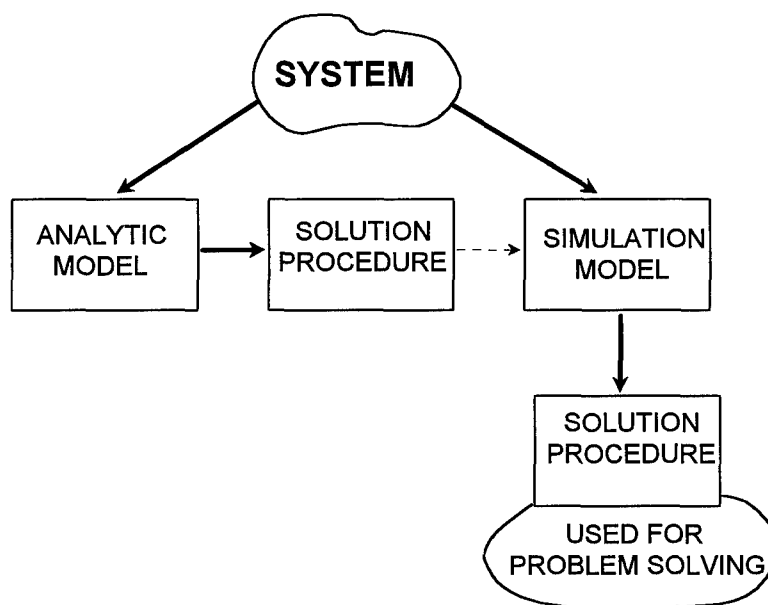 SYSTEM
ANALYTIC
MODEL
SOLUTION
PROCEDURE
SIMULATION
MODEL
SOLUTION
PROCEDURE
USED FOR
PROBLEM SOLVING